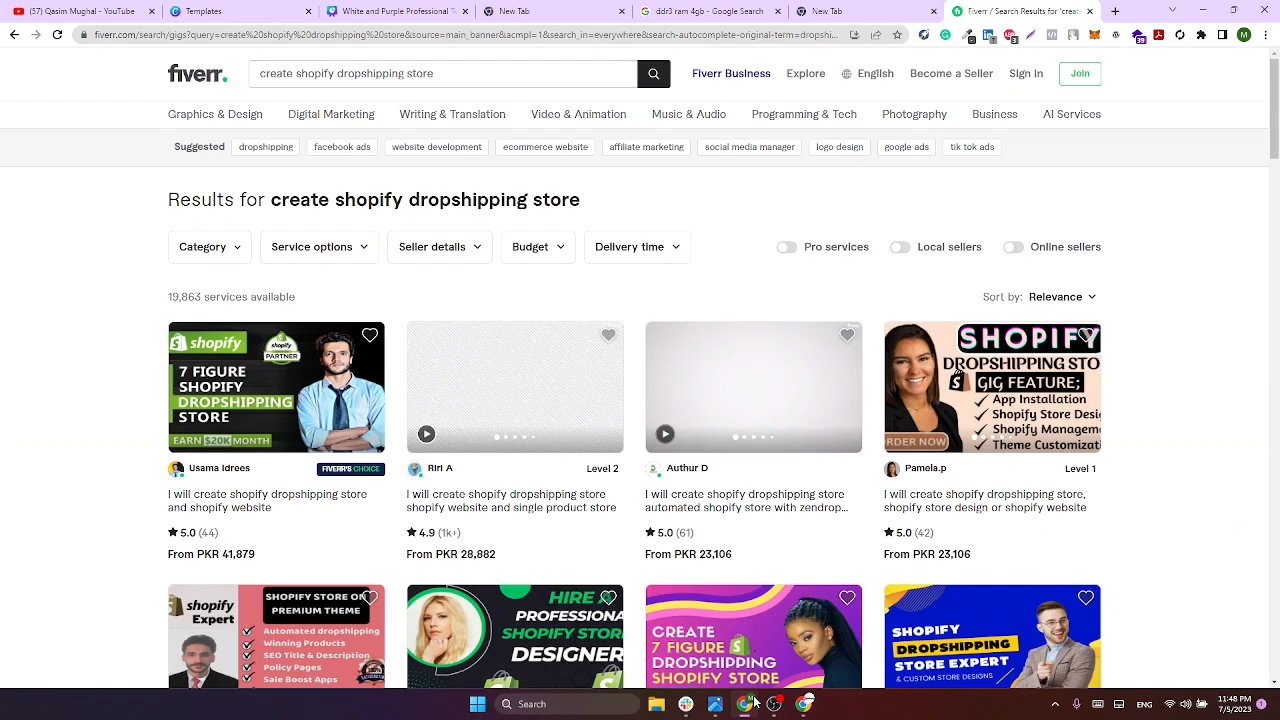 (57) Qasim Mughal - YouTube
Templates
White and Purple Professional T
New Tab
ddr3 ram 4gb - Google Search
New Tab
Fiverr / Search Results for 'creat
fiverr.com/search/gigs?query=create%20shopify%20dropshipping%20store&source=main_banner&ref_ctx_id=
fiverr.
create shopify dropshipping store
Fiverr Business
Explore
English
Become a Seller
Sign In
Join
Graphics & Design
Digital Marketing
Writing & Translation
Video & Animation
Music & Audio
Programming & Tech
Photography
Business
AI Services
Suggested
dropshipping
facebook ads
website development
ecommerce website
affiliate marketing
social media manager
logo design
google ads
tik tok ads
Results for create shopify dropshipping store
Category
Service options
Seller details
Budget
Delivery time
Pro services
Local sellers
Online sellers
19,863 services available
Sort by: Relevance
shopify
shopify
PARTNER
7 FIGURE
SHOPIFY
DROPSHIPPING
STORE
EARN $20K MONTH
SHOPIFY
DROPSHIPPING STO
GIG FEATURE;
App Installation
Shopify Store Desi
Shopify Managem
Theme Customizati
ORDER NOW
Usama Idrees
FIVERR'S CHOICE
Riri A
Level 2
Authur D
Pamela.p
Level 1
I will create shopify dropshipping store
and shopify website
I will create shopify dropshipping store
shopify website and single product store
I will create shopify dropshipping store
automated shopify store with zendrop...
I will create shopify dropshipping store,
shopify store design or shopify website
5.0 (44)
4.9 (1k+)
5.0 (61)
5.0 (42)
From PKR 41,879
From PKR 28,882
From PKR 23,106
From PKR 23,106
shopify
Expert
SHOPIFY STORE ON
PREMIUM THEME
Automated dropshipping
Winning Products
SEO Title & Description
Policy Pages
Sale Boost Apps
HIRE A
PROFESSIONA
SHOPIFY STOR
DESIGNER
CREATE
7 FIGURE
DROPSHIPPING
SHOPIFY STORE
SHOPIFY
DROPSHIPPING
STORE EXPERT
& CUSTOM STORE DESIGNS
Search
11:48 PM
7/5/2023